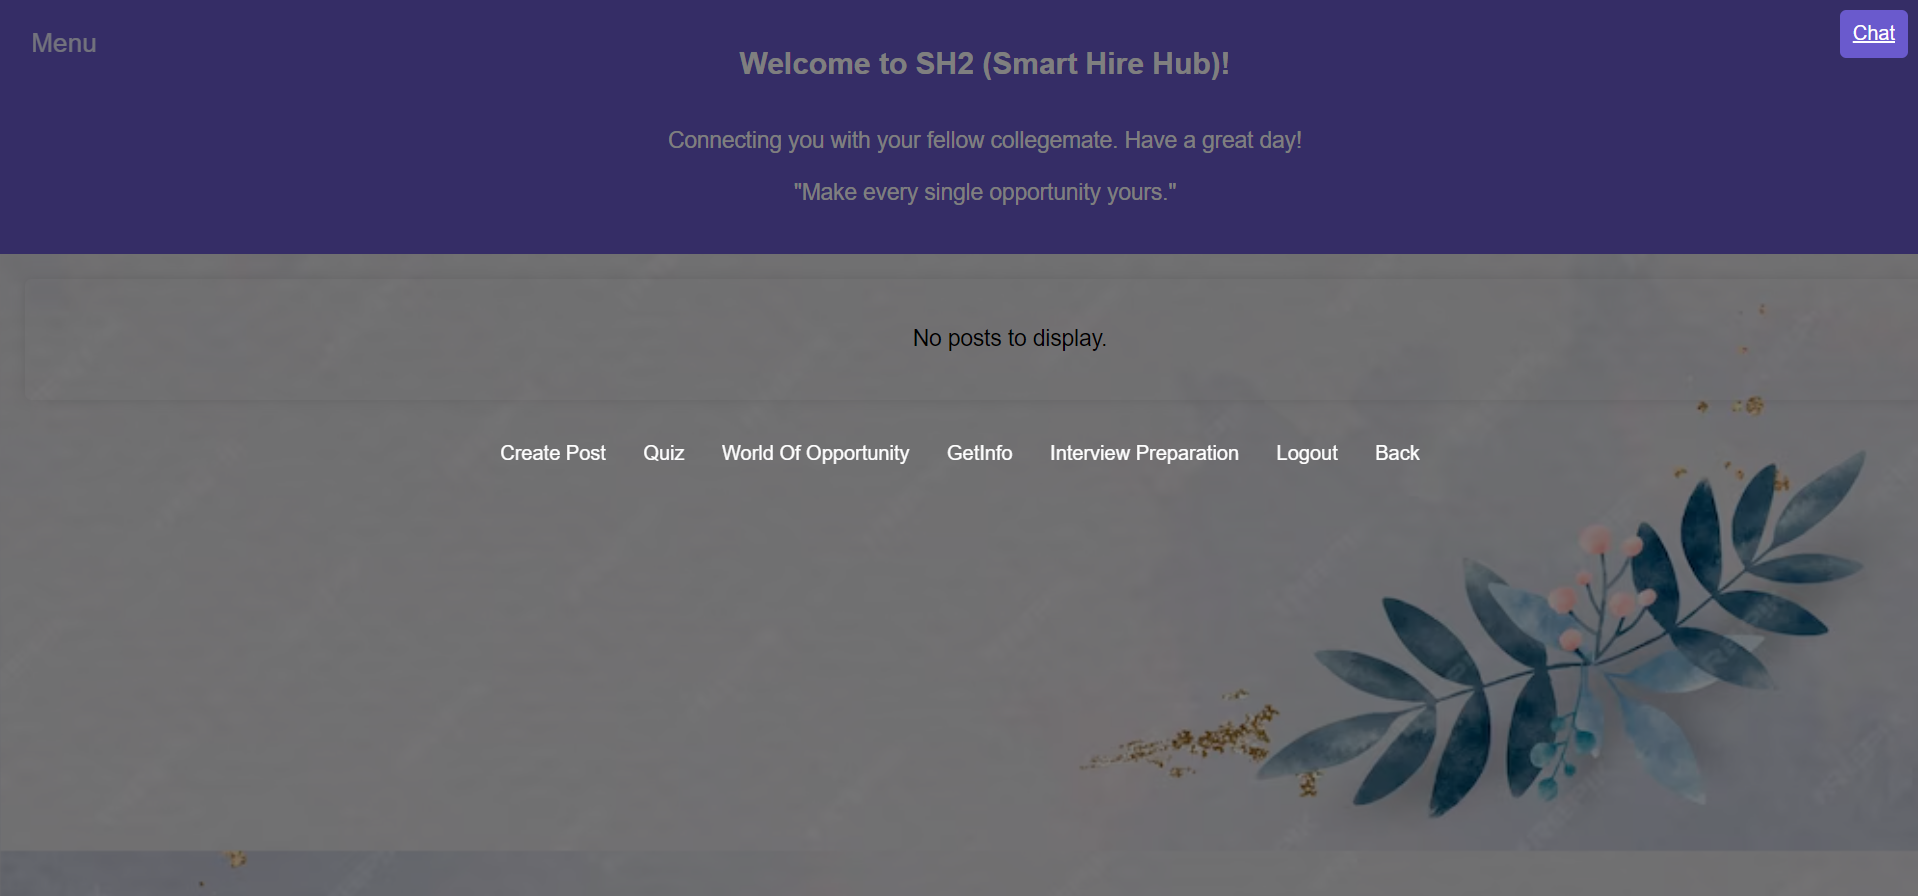 Menu
Chat
Welcome to SH2 (Smart Hire Hub)!
Connecting you with your fellow collegemate. Have a great day!
"Make every single opportunity yours."
No posts to display.
Create Post Quiz World Of Opportunity GetInfo Interview Preparation Logout Back